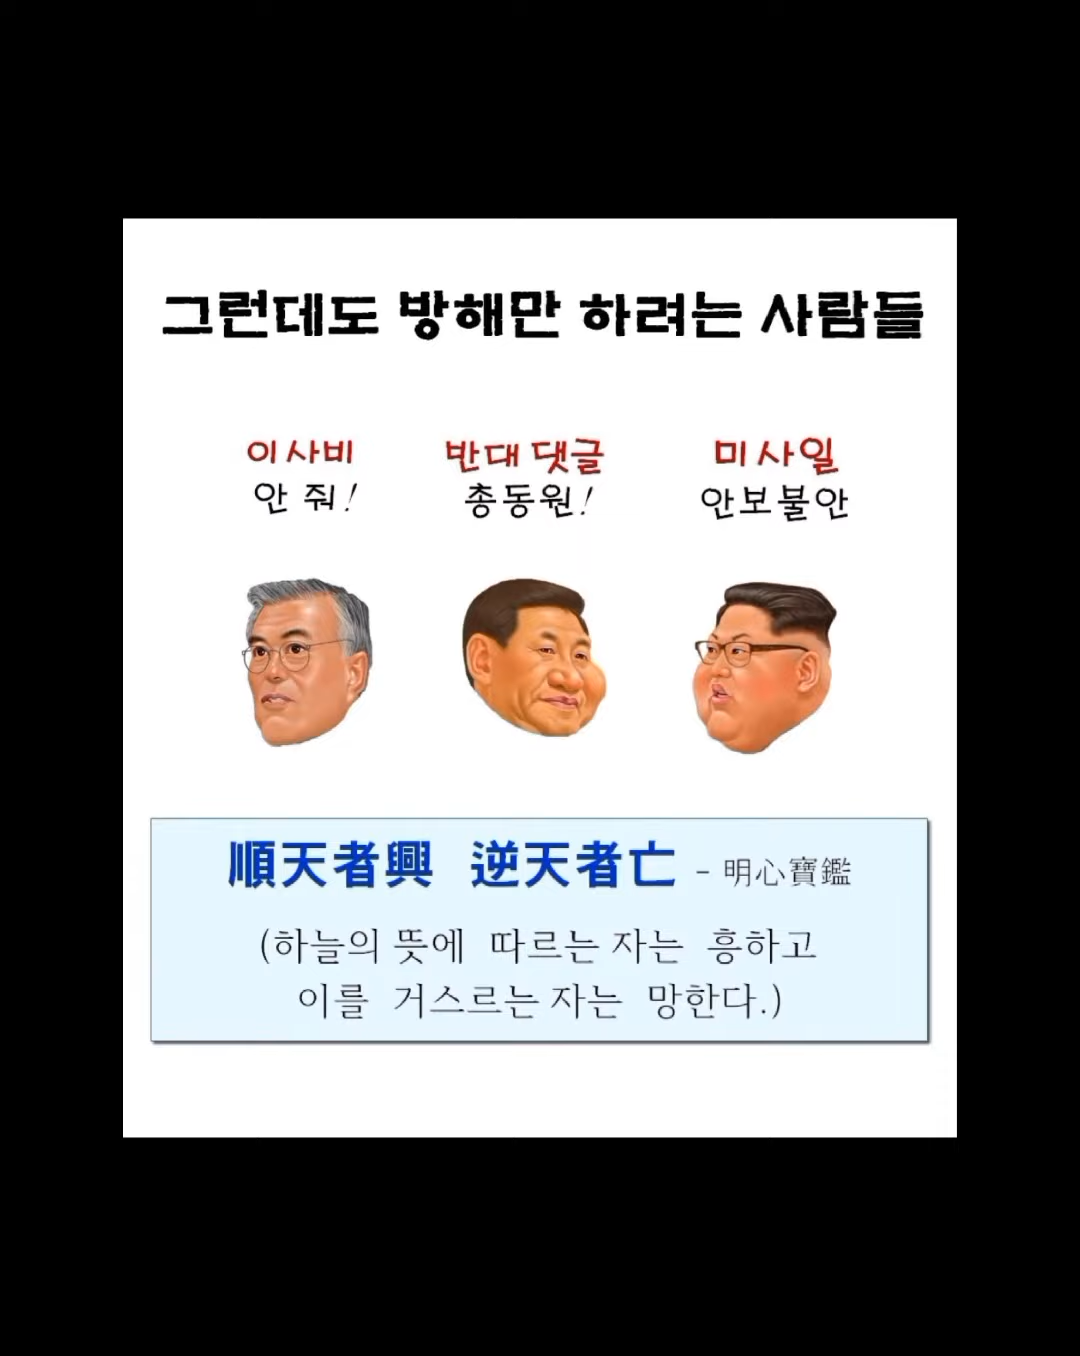 그런데도 방해만 하려는 사람들
이사비
안 줘!
반대 댓글
총동원!
미사일
안보불안
順天者興 逆天者亡 - 明心寶鑑
(하늘의 뜻에 따르는 자는 흥하고
이를 거스르는 자는 망한다.)